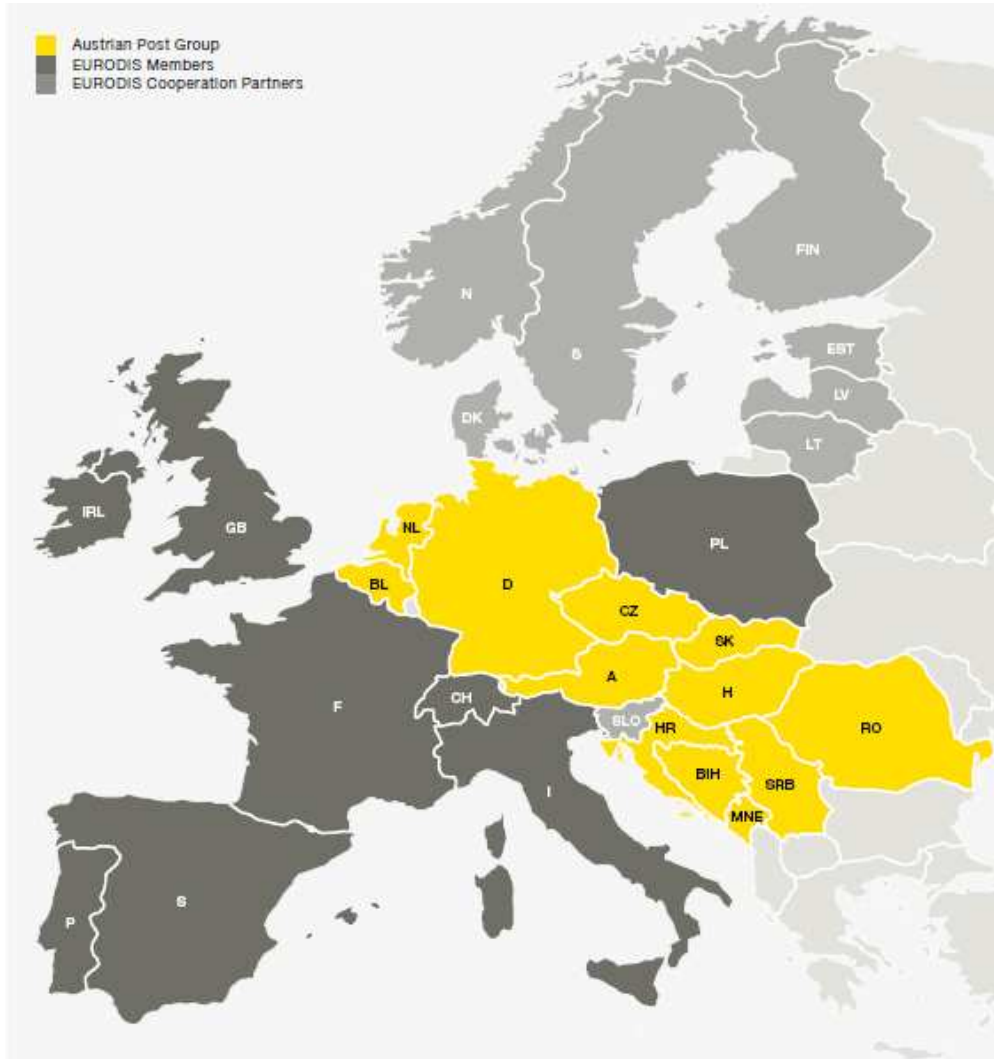 Austrian Post Group
EURODIS Members
EURODIS Cooperation Partners
FIN
N
S
EST
LV
DK
LT
IRL
GB
NL
PL
BL
D
CZ
SK
A
H
CH
F
SLO
HR
RO
BIH
SRB
I
MNE
S
P